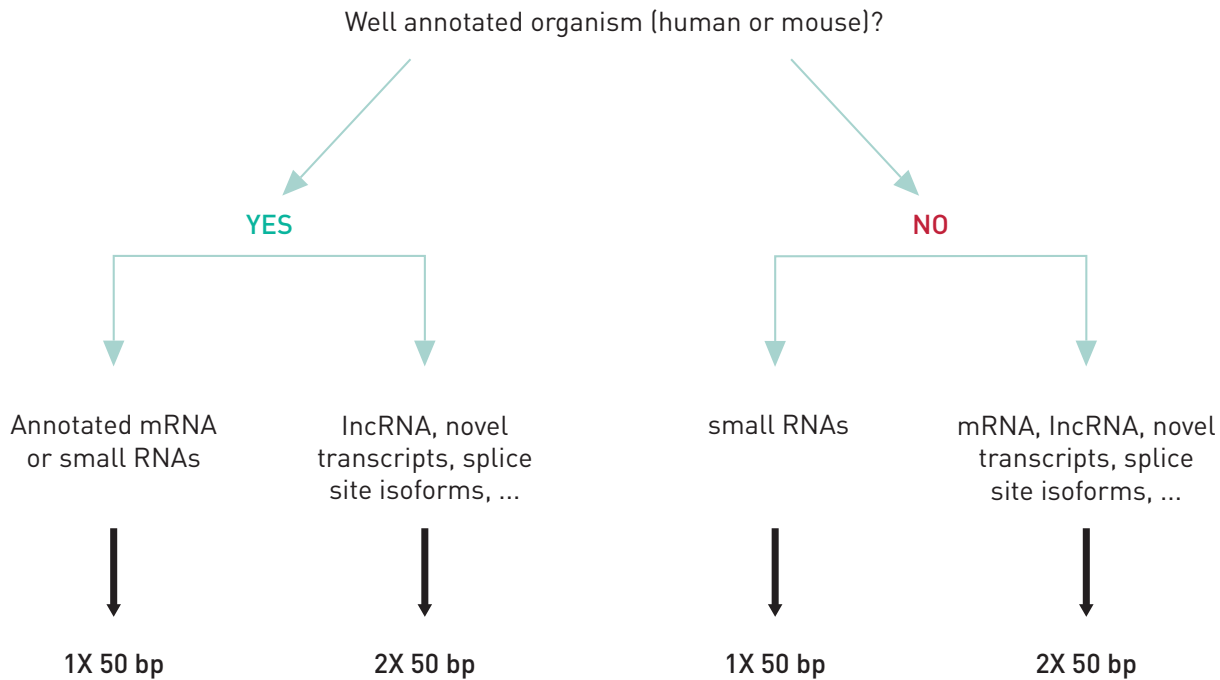 Well annotated organism (human or mouse)?
YES
NO
Annotated mRNA
or small RNAs
lncRNA, novel
transcripts, splice
site isoforms, ...
small RNAs
mRNA, lncRNA, novel
transcripts, splice
site isoforms, ...
1X 50 bp
2X 50 bp
1X 50 bp
2X 50 bp